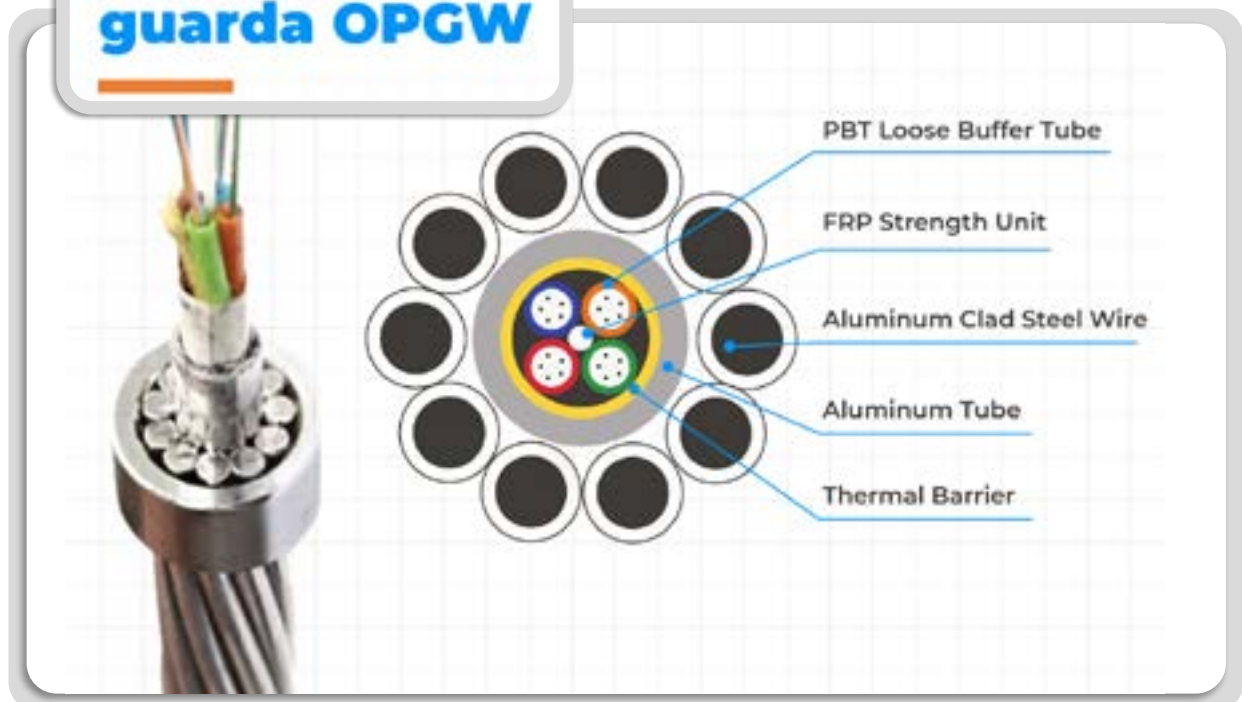 guarda OPGW
PBT Loose Buffer Tube
FRP Strength Unit
Aluminum Clad Steel Wire
Aluminum Tube
Thermal Barrier